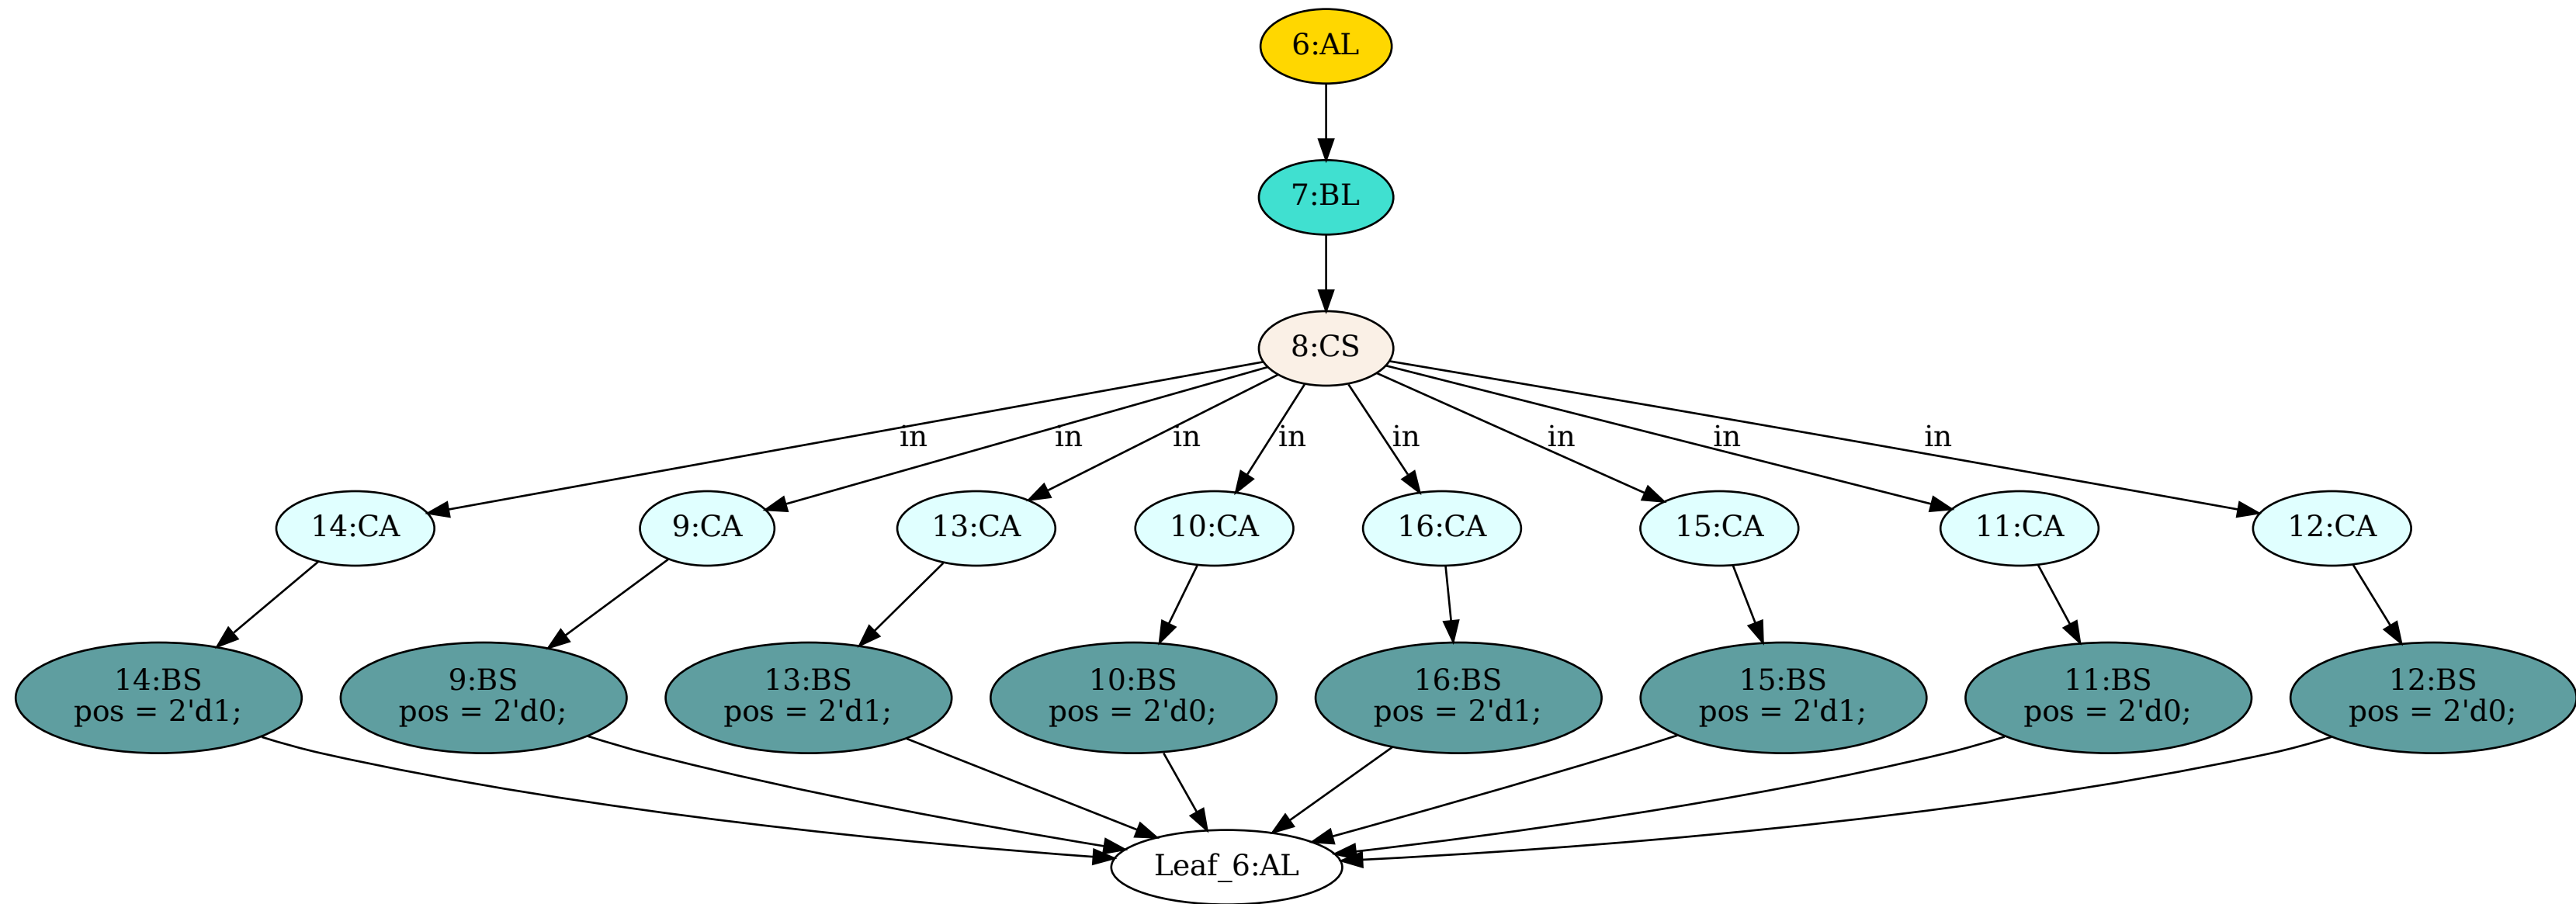 6:AL
7:BL
8:CS
in
in
in
in
in
in
in
in
14:CA
9:CA
13:CA
10:CA
16:CA
15:CA
11:CA
12:CA
14:BS
pos = 2'd1;
9:BS
pos = 2'd0;
13:BS
pos = 2'd1;
10:BS
pos = 2'd0;
16:BS
pos = 2'd1;
15:BS
pos = 2'd1;
11:BS
pos = 2'd0;
12:BS
pos = 2'd0;
Leaf_6:AL